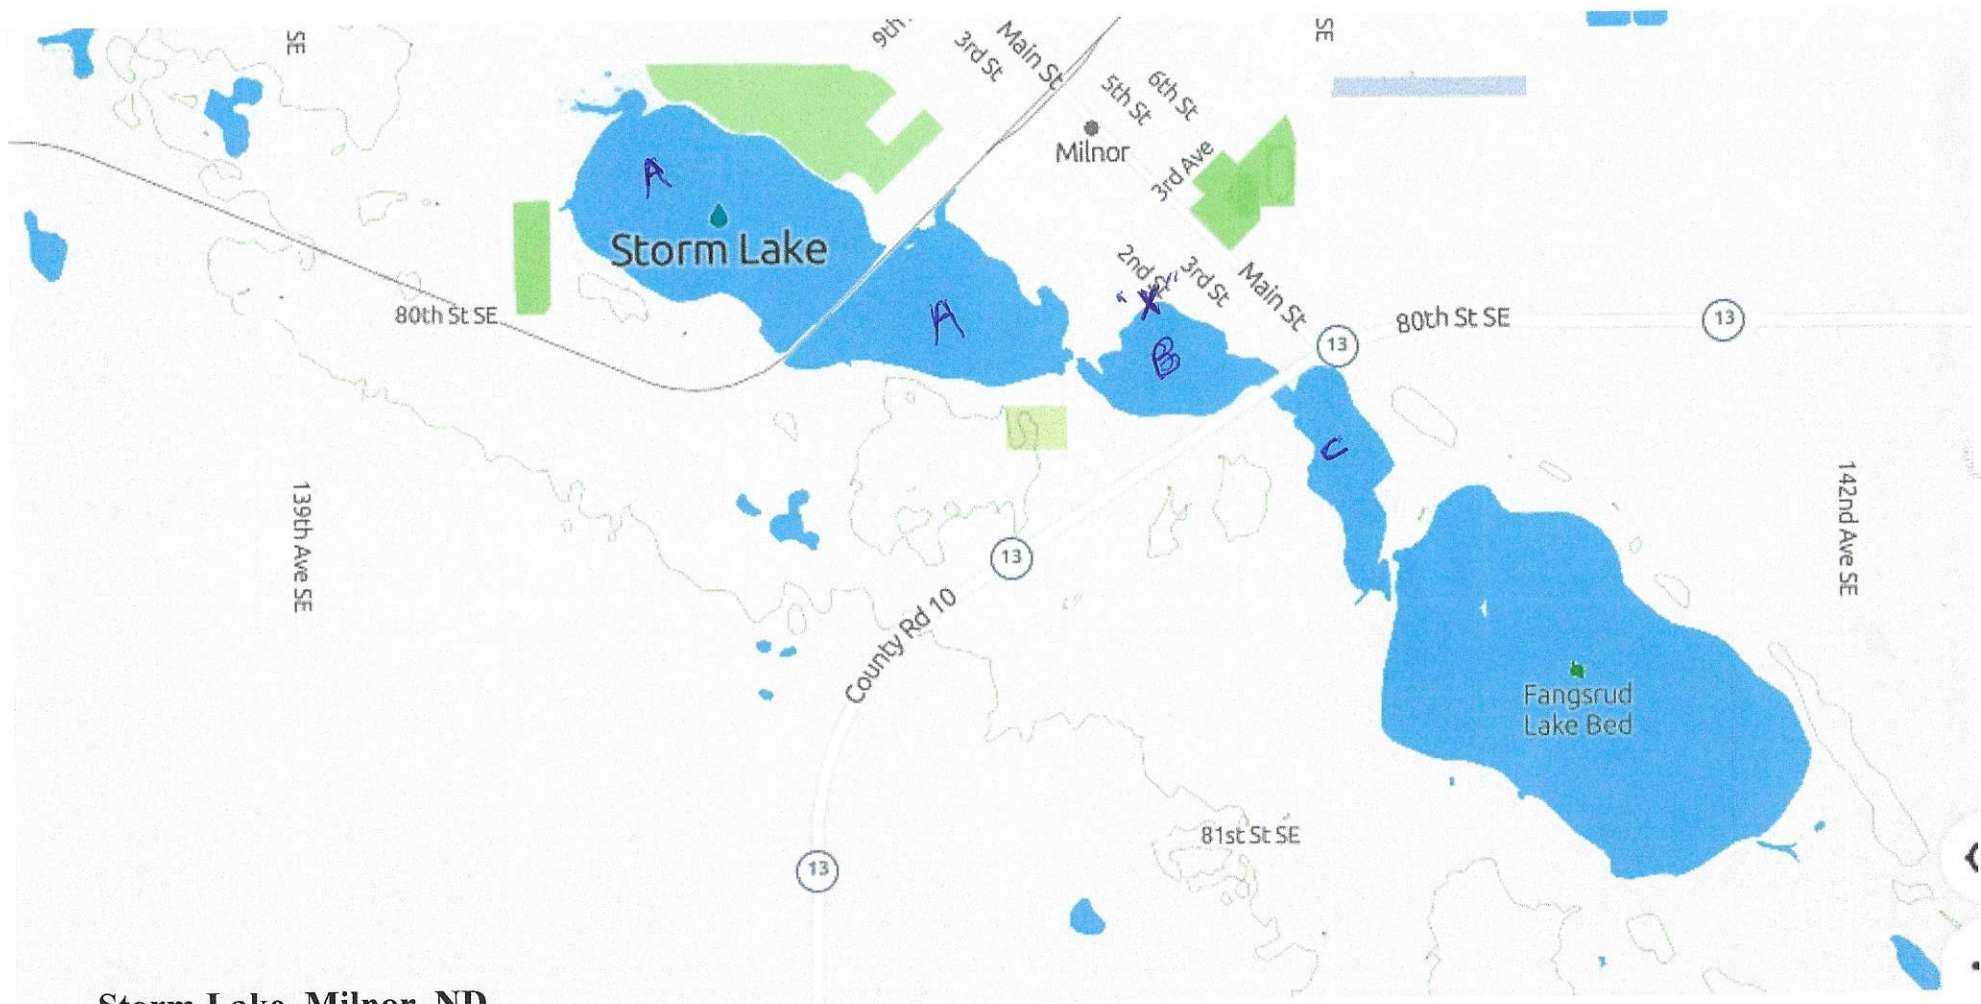 SE
9th
3rd St
Main St
SE
6th St
5th St
Milnor
3rd Ave
A
Storm Lake
A
2nd St
3rd St
Main St
"X"
B
80th St SE
13
80th St SE
13
C
139th Ave SE
142nd Ave SE
13
County Rd 10
Fangsrud
Lake Bed
81st St SE
13
Storm Lake, Milnor, ND